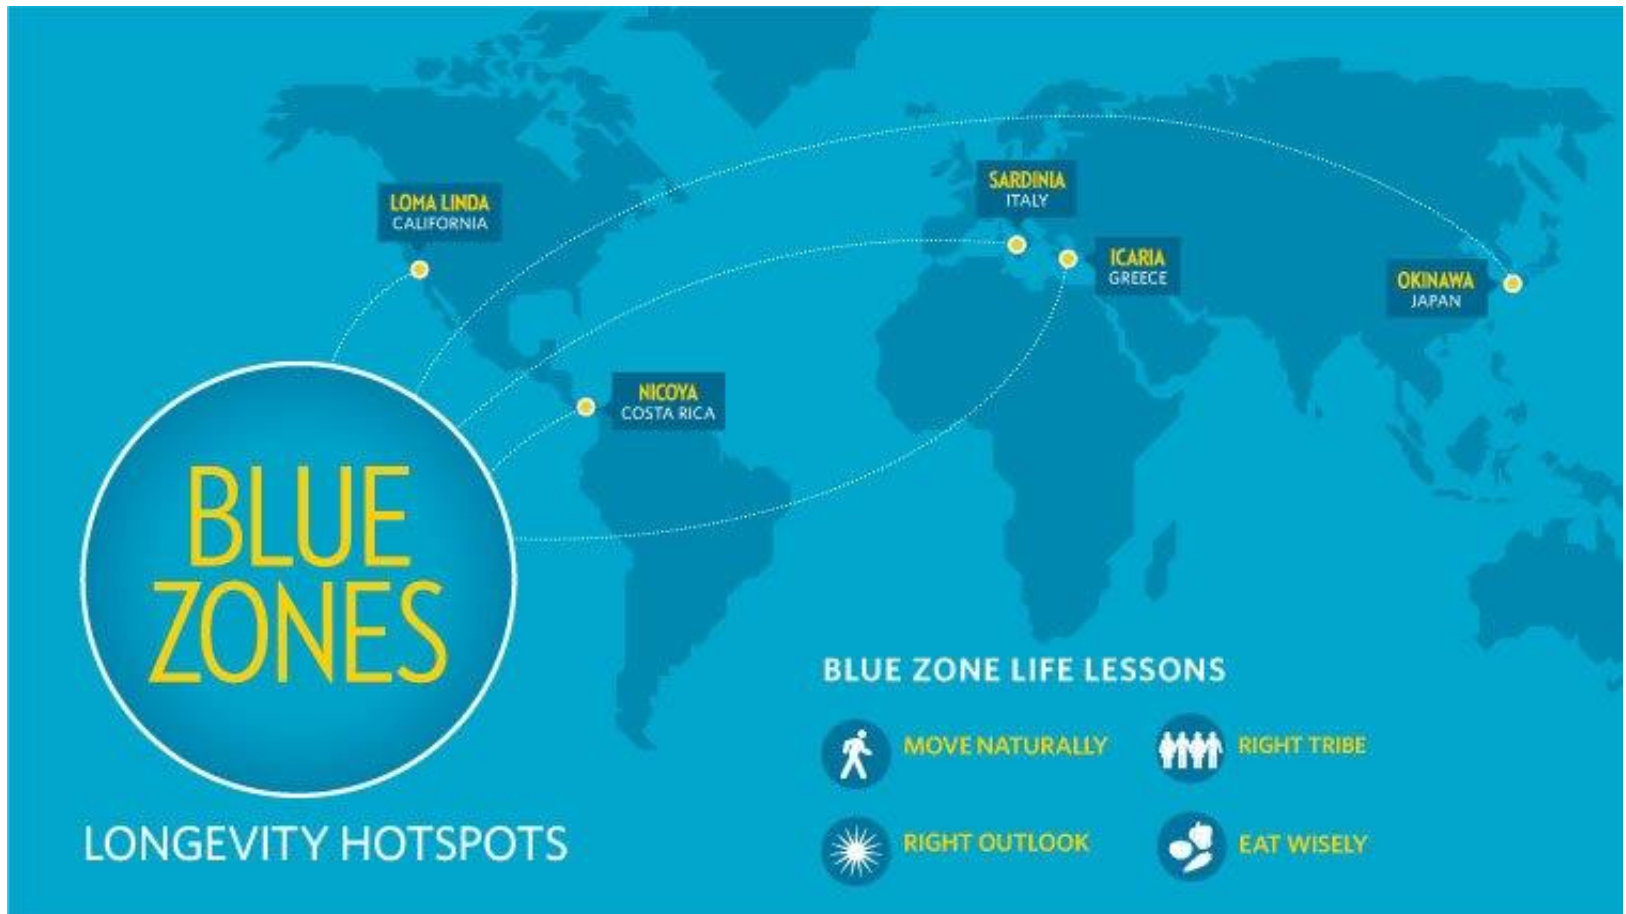 LOMA LINDA
CALIFORNIA
SARDINIA
ITALY
ICARIA
GREECE
OKINAWA
JAPAN
NICOYA
COSTA RICA
BLUE
ZONES
LONGEVITY HOTSPOTS
BLUE ZONE LIFE LESSONS
MOVE NATURALLY
RIGHT TRIBE
RIGHT OUTLOOK
EAT WISELY